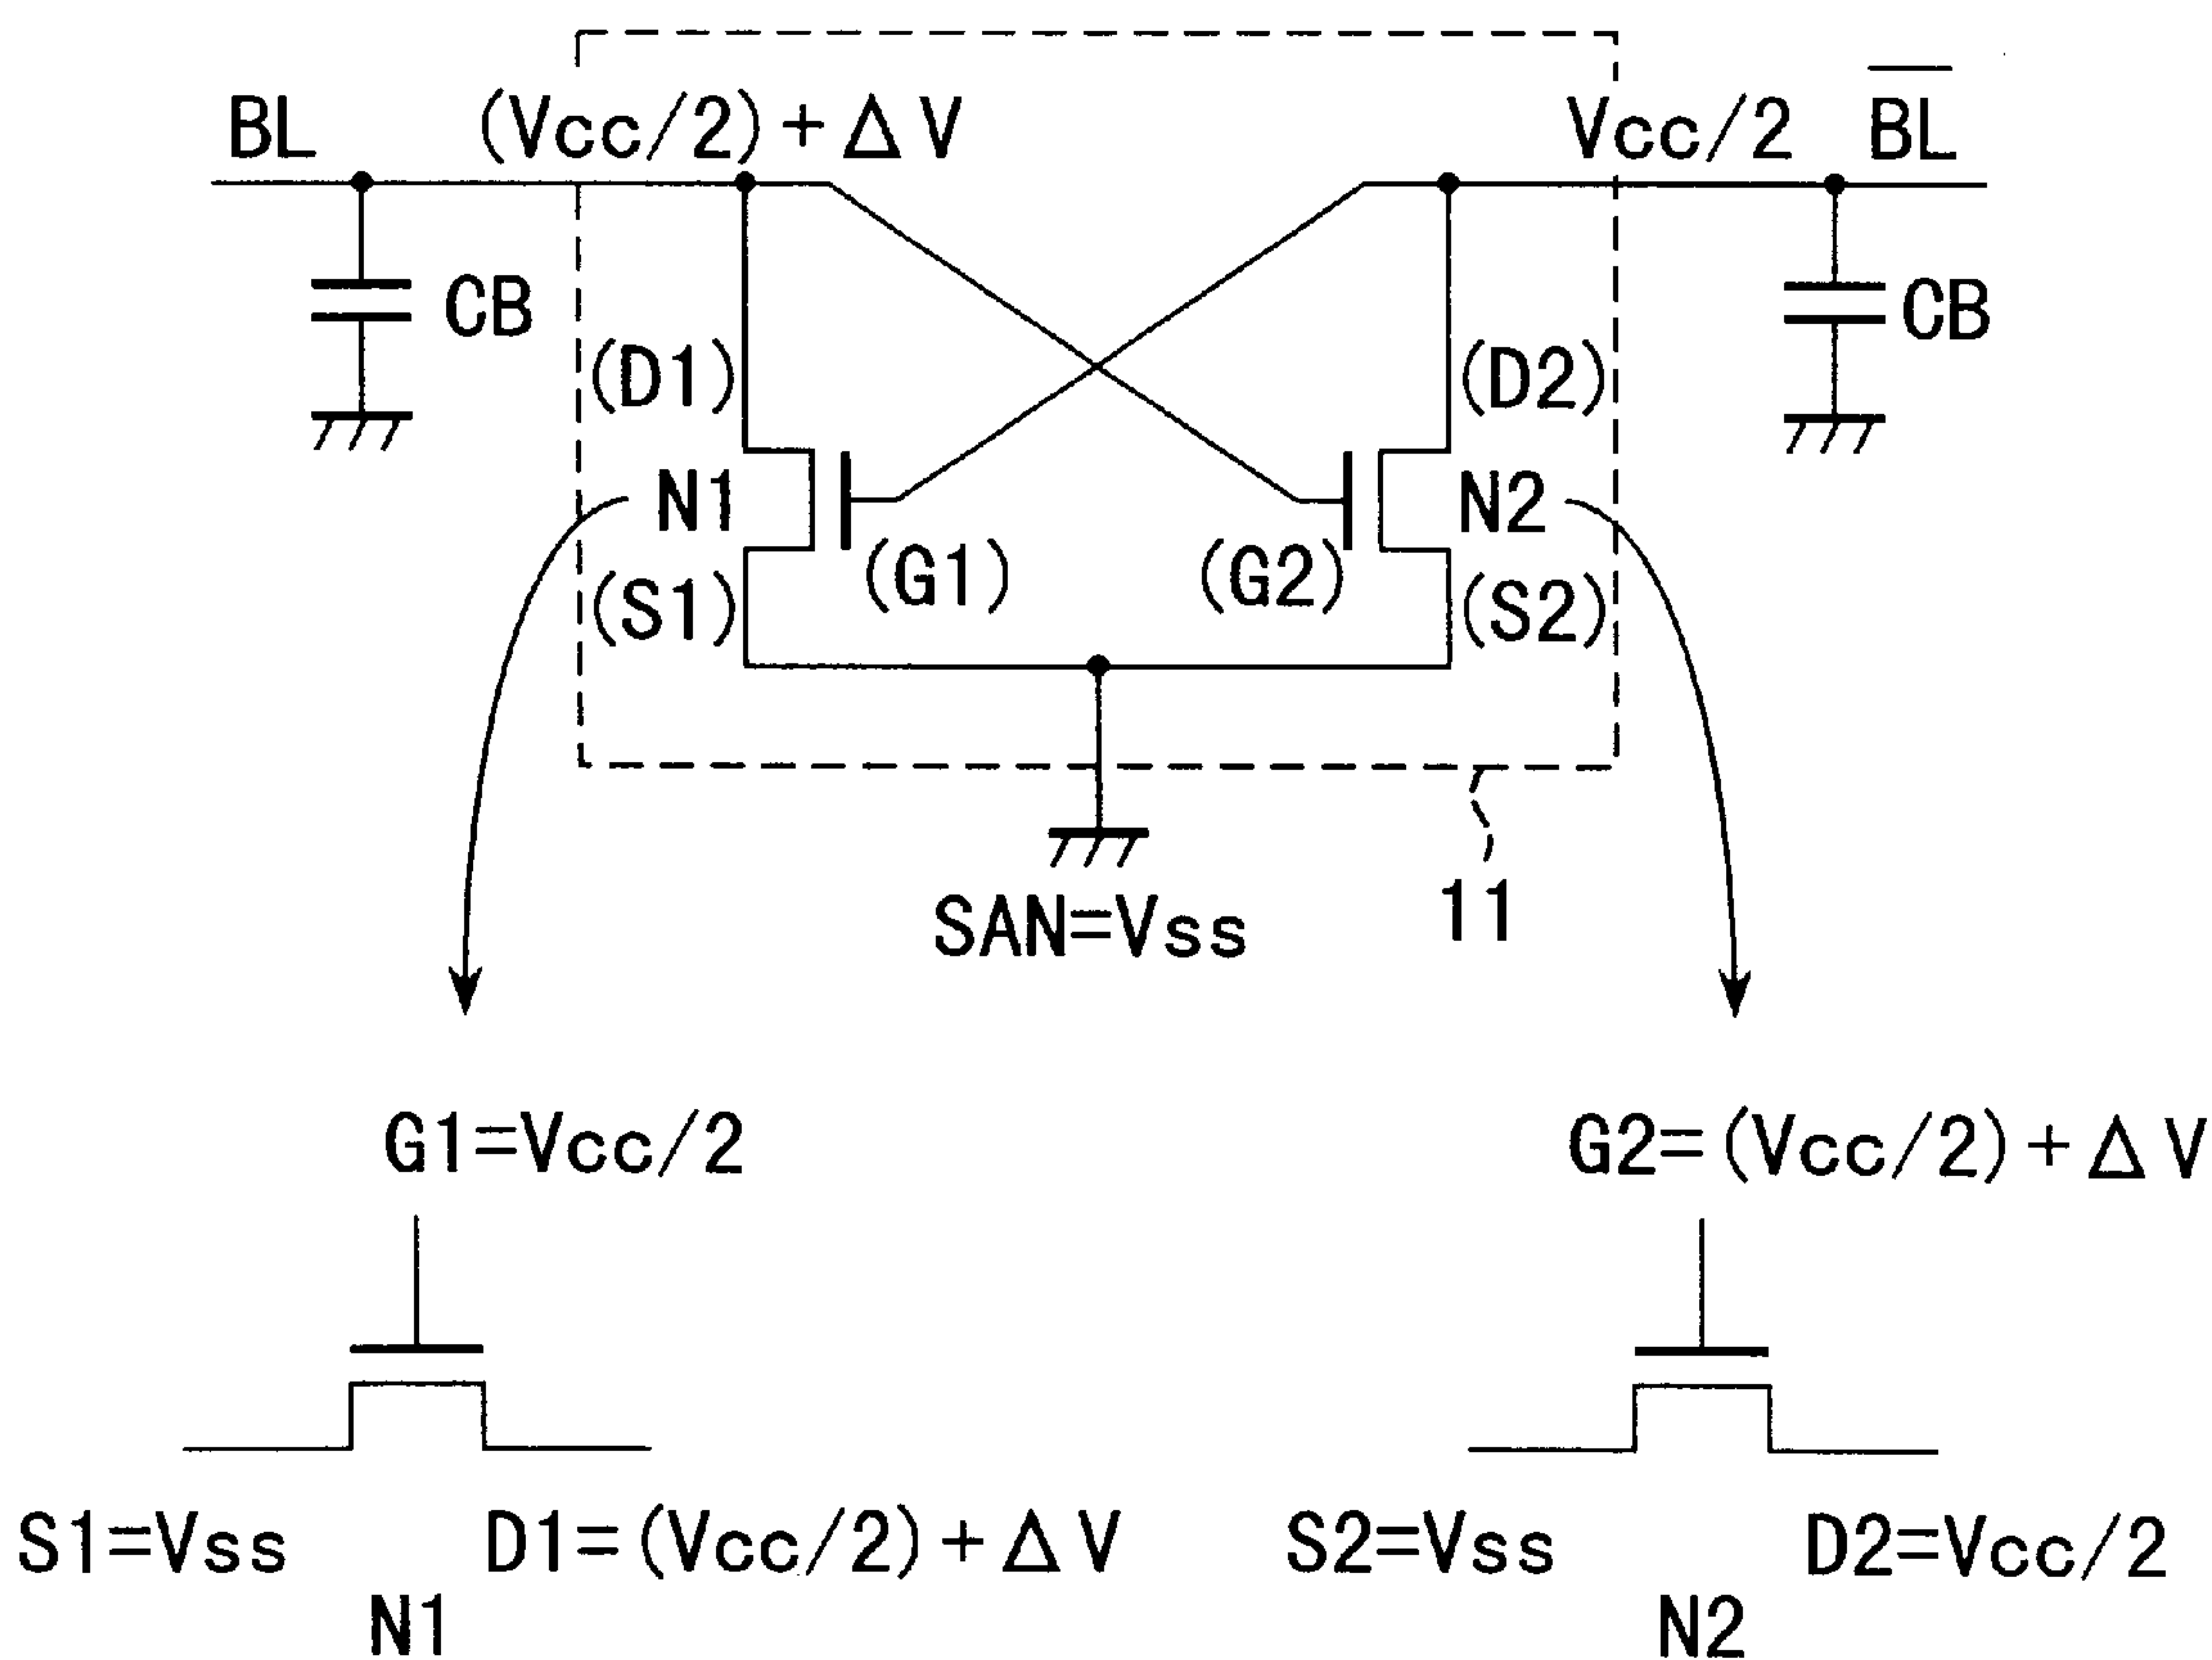 BL
(Vcc/2)+ΔV
Vcc/2
B̅L̅
CB
CB
(D1)
(D2)
N1
N2
(G1)
(G2)
(S1)
(S2)
SAN=Vss
11
G1=Vcc/2
G2=(Vcc/2)+ΔV
S1=Vss
D1=(Vcc/2)+ΔV
S2=Vss
D2=Vcc/2
N1
N2